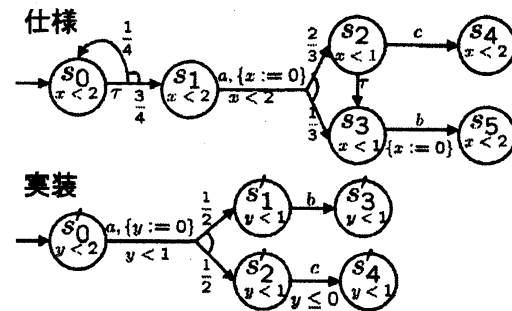 仕様
1/4
s0
x < 2
τ
3/4
s1
x < 2
a, {x := 0}
x < 2
2/3
1/3
s2
x < 1
τ
s3
x < 1
c
s4
x < 2
b
{x := 0}
s5
x < 2
実装
s'0
y < 2
a, {y := 0}
y < 1
1/2
1/2
s'1
y < 1
b
s'3
y < 1
s'2
y < 1
c
y ≤ 0
s'4
y < 1